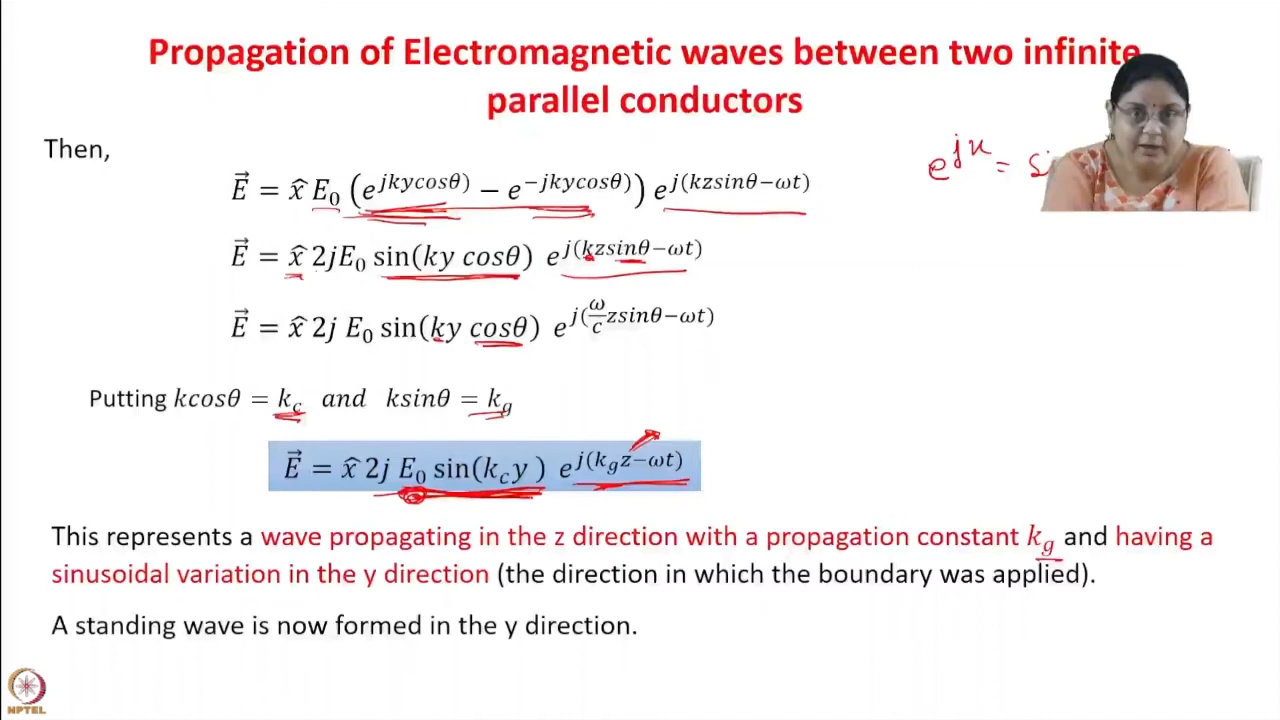 Propagation of Electromagnetic waves between two infinite
parallel conductors
Then,
E⃗ = x̂ E₀ (e^{jkycosθ)} − e^{−jkycosθ)}) e^{j(kzsinθ−ωt)}
e^{jx} =
E⃗ = x̂ 2jE₀ sin(ky cosθ) e^{j(kzsinθ−ωt)}
E⃗ = x̂ 2j E₀ sin(ky cosθ) e^{j(ω/c zsinθ−ωt)}
Putting kcosθ = k_c and ksinθ = k_g
E⃗ = x̂ 2j E₀ sin(k_c y ) e^{j(k_g z−ωt)}
This represents a wave propagating in the z direction with a propagation constant k_g and having a
sinusoidal variation in the y direction (the direction in which the boundary was applied).
A standing wave is now formed in the y direction.
NPTEL